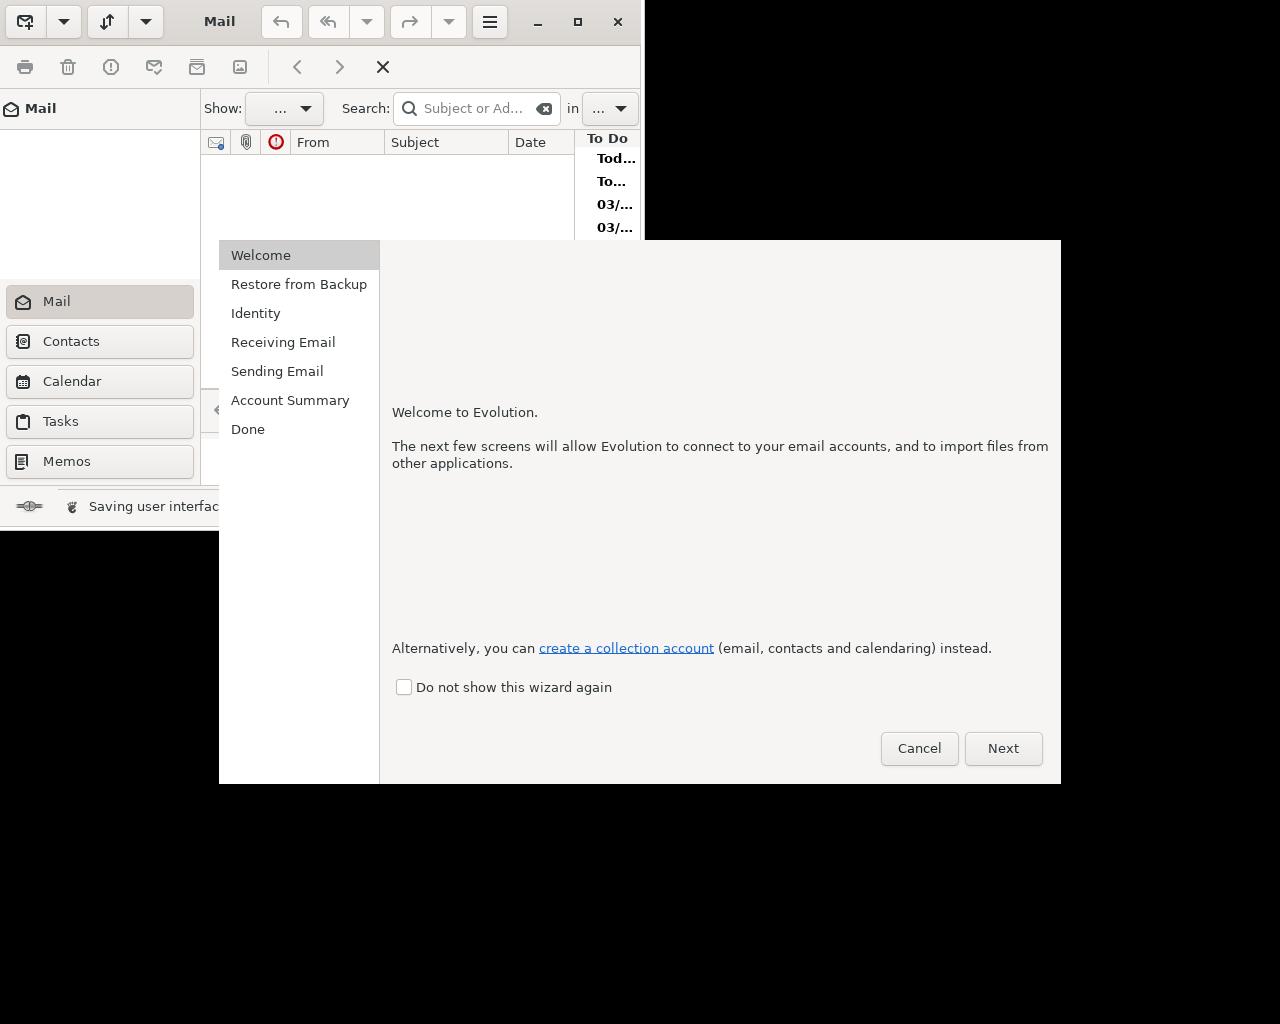 Mail
Mail
Show:
...
Search:
Subject or Ad...
in
...
From
Subject
Date
To Do
Tod...
To...
03/...
03/...
Mail
Contacts
Calendar
Tasks
Memos
Saving user interfac
Welcome
Restore from Backup
Identity
Receiving Email
Sending Email
Account Summary
Done
Welcome to Evolution.
The next few screens will allow Evolution to connect to your email accounts, and to import files from
other applications.
Alternatively, you can create a collection account (email, contacts and calendaring) instead.
Do not show this wizard again
Cancel
Next